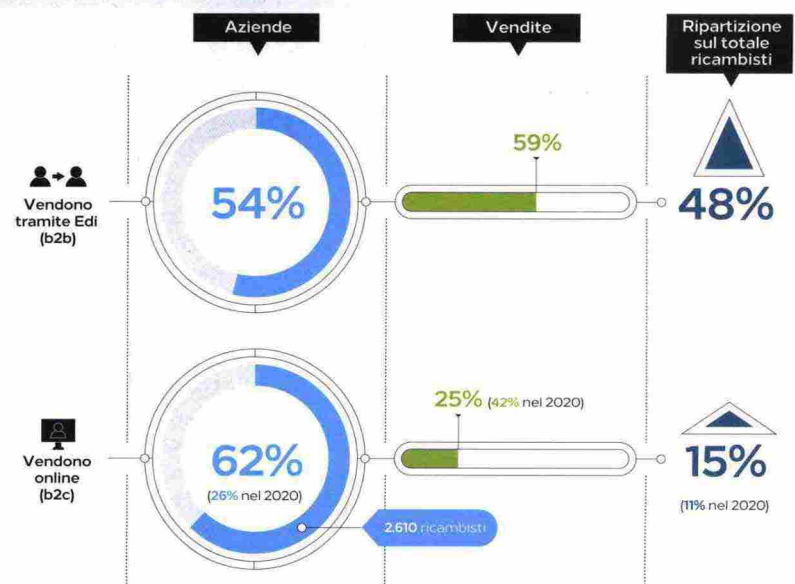 Aziende
Vendite
Ripartizione
sul totale
ricambisti
Vendono
tramite Edi
(b2b)
54%
59%
48%
Vendono
online
(b2c)
62%
(26% nel 2020)
2.610 ricambisti
25% (42% nel 2020)
15%
(11% nel 2020)